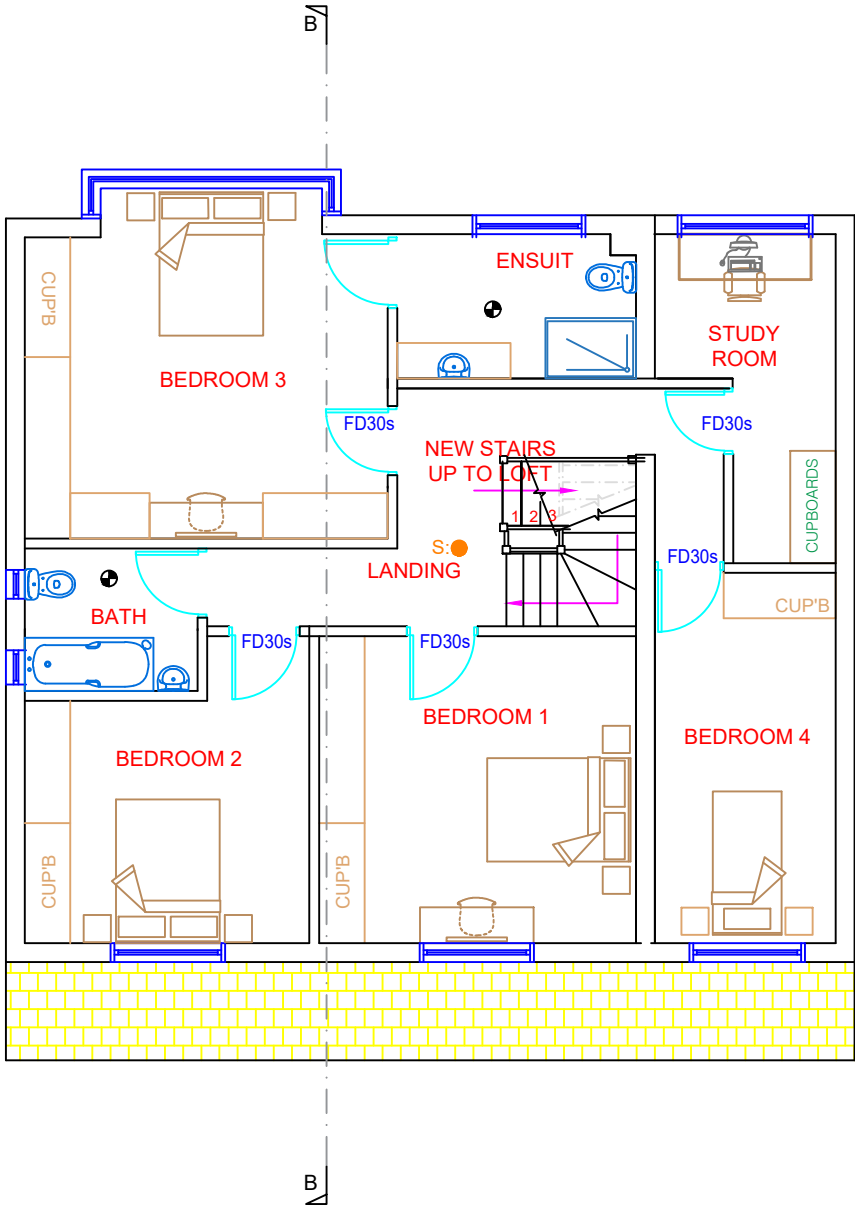 B
ENSUIT
CUP'B
STUDY
ROOM
BEDROOM 3
FD30s
FD30s
NEW STAIRS
UP TO LOFT
CUPBOARDS
1 2 3
S:
LANDING
FD30s
BATH
CUP'B
FD30s
FD30s
BEDROOM 1
BEDROOM 4
BEDROOM 2
CUP'B
CUP'B
B